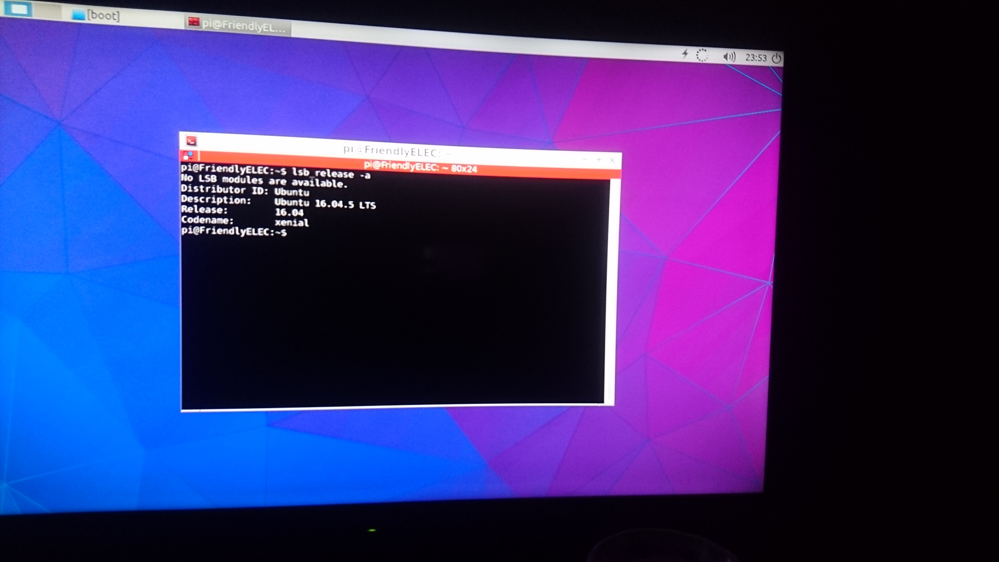 [boot]
pi@FriendlyEL...
23:53
pi@FriendlyELEC: ~
pi@FriendlyELEC: ~ 80x24
pi@FriendlyELEC:~$ lsb_release -a
No LSB modules are available.
Distributor ID: Ubuntu
Description:    Ubuntu 16.04.5 LTS
Release:        16.04
Codename:       xenial
pi@FriendlyELEC:~$